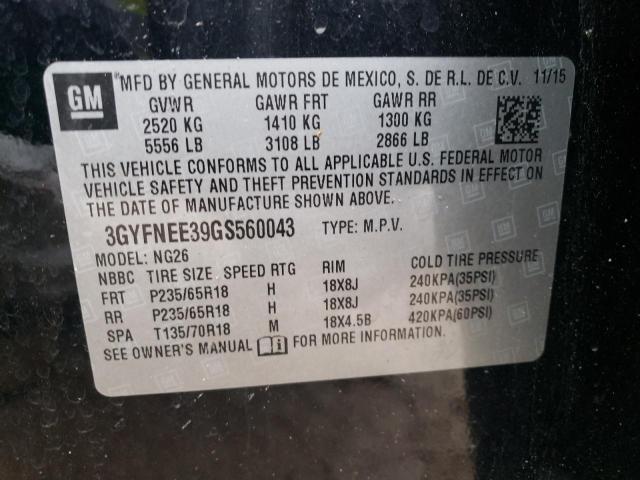 GM
MFD BY GENERAL MOTORS DE MEXICO, S. DE R.L. DE C.V. 11/15
GVWR GAWR FRT GAWR RR
2520 KG 1410 KG 1300 KG
5556 LB 3108 LB 2866 LB
THIS VEHICLE CONFORMS TO ALL APPLICABLE U.S. FEDERAL MOTOR
VEHICLE SAFETY AND THEFT PREVENTION STANDARDS IN EFFECT ON
THE DATE OF MANUFACTURE SHOWN ABOVE.
3GYFNEE39GS560043 TYPE: M.P.V.
MODEL: NG26
NBBC TIRE SIZE SPEED RTG RIM COLD TIRE PRESSURE
FRT P235/65R18 H 18X8J 240KPA(35PSI)
RR P235/65R18 H 18X8J 240KPA(35PSI)
SPA T135/70R18 M 18X4.5B 420KPA(60PSI)
SEE OWNER'S MANUAL FOR MORE INFORMATION.